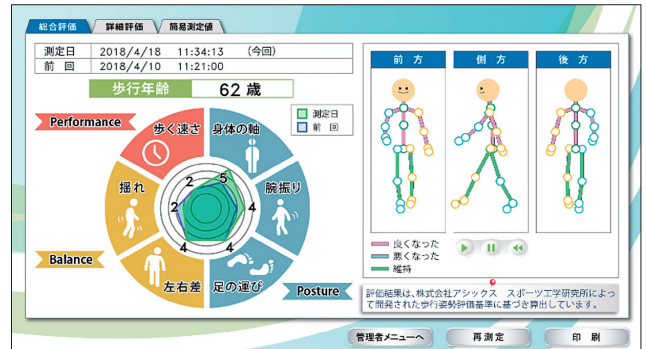 総合評価 詳細評価 簡易測定値
測定日 2018/4/18 11:34:13 (今回)
前 回 2018/4/10 11:21:00
歩行年齢 62 歳
測定日
前 回
Performance
歩く速さ
身体の軸
揺れ
腕振り
2 5
2 4
4 4
Balance
左右差
足の運び
Posture
前 方 側 方 後 方
良くなった
悪くなった
維持
評価結果は、株式会社アシックス スポーツ工学研究所によっ
て開発された歩行姿勢評価基準に基づき算出しています。
管理者メニューへ 再 測 定 印 刷